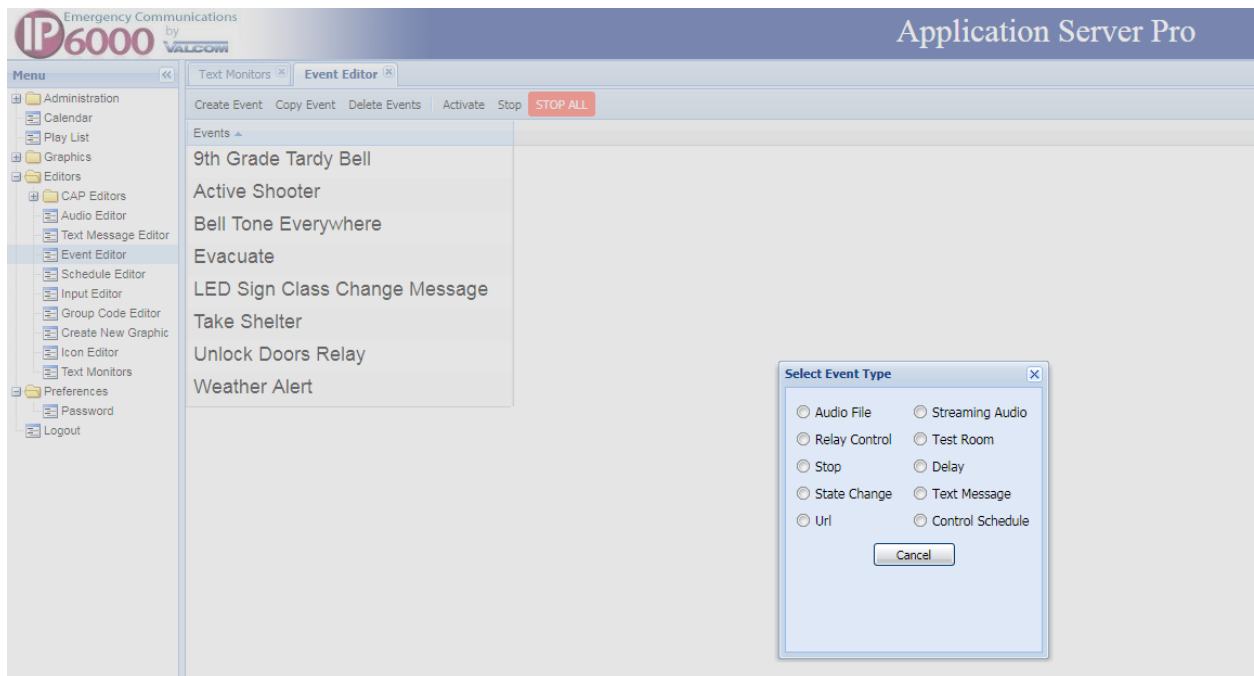 Emergency Communications
IP6000 by
VALCOM
Application Server Pro
Menu
Administration
Calendar
Play List
Graphics
Editors
CAP Editors
Audio Editor
Text Message Editor
Event Editor
Schedule Editor
Input Editor
Group Code Editor
Create New Graphic
Icon Editor
Text Monitors
Preferences
Password
Logout
Text Monitors Event Editor
Create Event Copy Event Delete Events Activate Stop STOP ALL
Events
9th Grade Tardy Bell
Active Shooter
Bell Tone Everywhere
Evacuate
LED Sign Class Change Message
Take Shelter
Unlock Doors Relay
Weather Alert
Select Event Type
Audio File Streaming Audio
Relay Control Test Room
Stop Delay
State Change Text Message
Url Control Schedule
Cancel